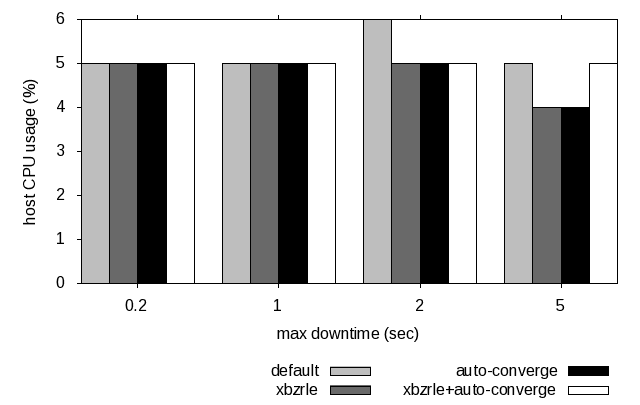 6
5
4
3
2
1
0
host CPU usage (%)
0.2 1 2 5
max downtime (sec)
default auto-converge
xbzrle xbzrle+auto-converge